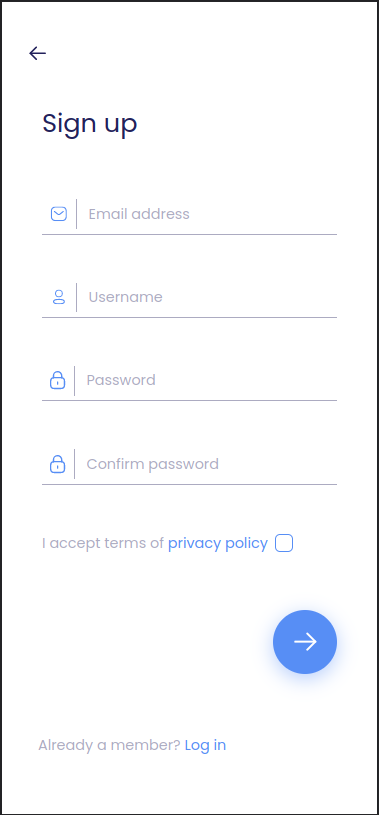 Sign up
Email address
Username
Password
Confirm password
I accept terms of privacy policy
Already a member? Log in